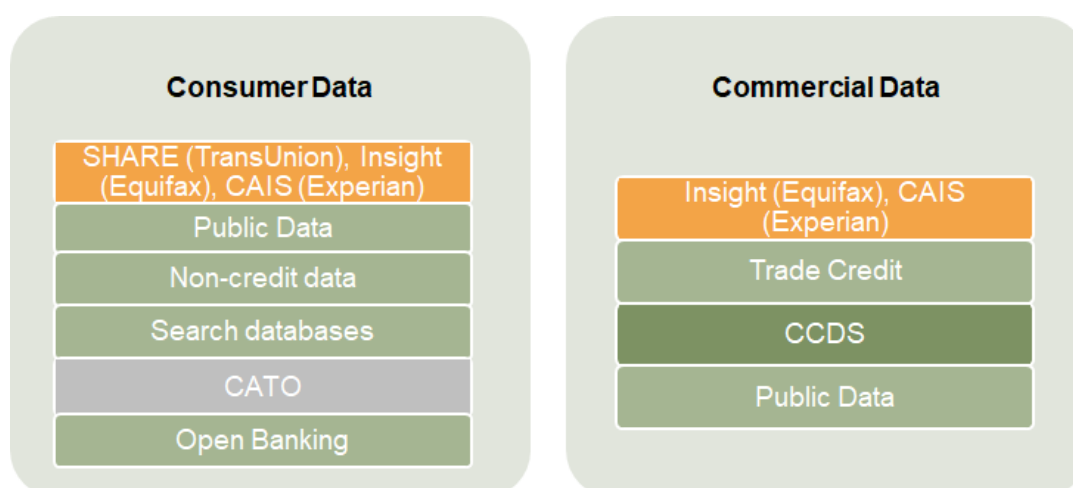 Consumer Data
SHARE (TransUnion), Insight
(Equifax), CAIS (Experian)
Public Data
Non-credit data
Search databases
CATO
Open Banking
Commercial Data
Insight (Equifax), CAIS
(Experian)
Trade Credit
CCDS
Public Data